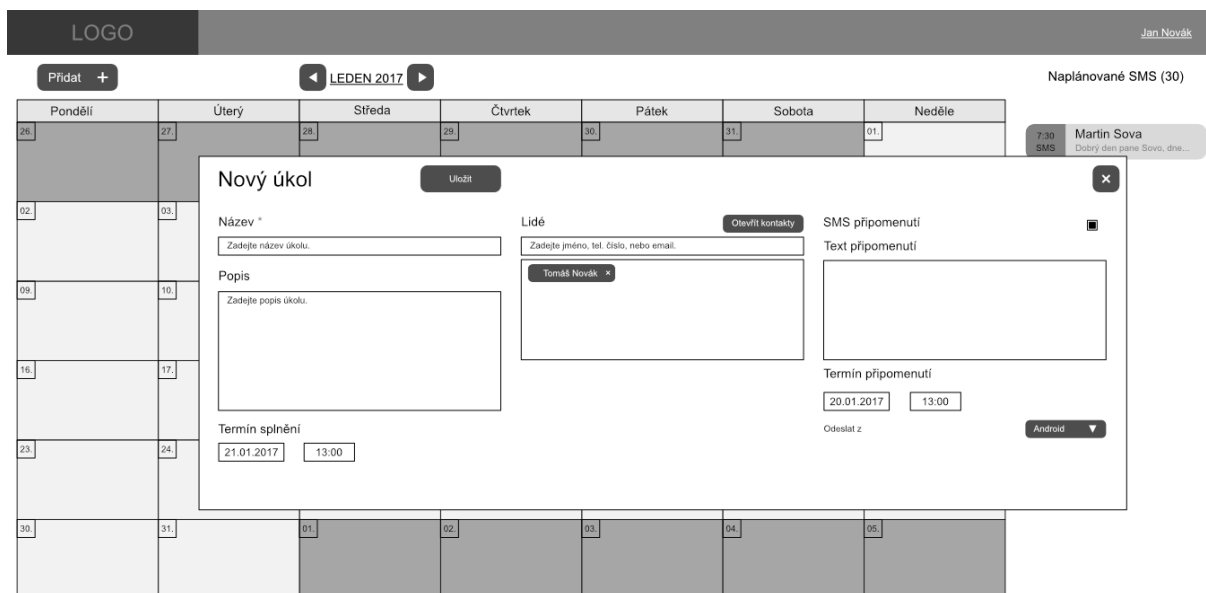 LOGO
Jan Novák
Přidat +
LEDEN 2017
Naplánované SMS (30)
Pondělí Úterý Středa Čtvrtek Pátek Sobota Neděle
26. 27. 28. 29. 30. 31. 01.
7:30 Martin Sova
SMS Dobrý den pane Sovo, dne...
Nový úkol
Uložit
×
02. 03.
Název *
Zadejte název úkolu.
Popis
Zadejte popis úkolu.
Termín splnění
21.01.2017 13:00
Lidé
Otevřít kontakty
Zadejte jméno, tel. číslo, nebo email.
Tomáš Novák ×
SMS připomenutí
Text připomenutí
Termín připomenutí
20.01.2017 13:00
Odeslat z
Android
09. 10.
16. 17.
23. 24.
30. 31. 01. 02. 03. 04. 05.